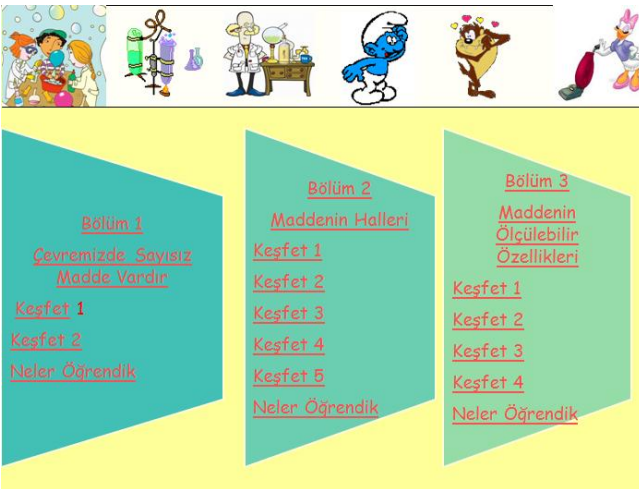 Bölüm 1
Çevremizde Sayısız
Madde Vardır
Keşfet 1
Keşfet 2
Neler Öğrendik
Bölüm 2
Maddenin Halleri
Keşfet 1
Keşfet 2
Keşfet 3
Keşfet 4
Keşfet 5
Neler Öğrendik
Bölüm 3
Maddenin
Ölçülebilir
Özellikleri
Keşfet 1
Keşfet 2
Keşfet 3
Keşfet 4
Neler Öğrendik